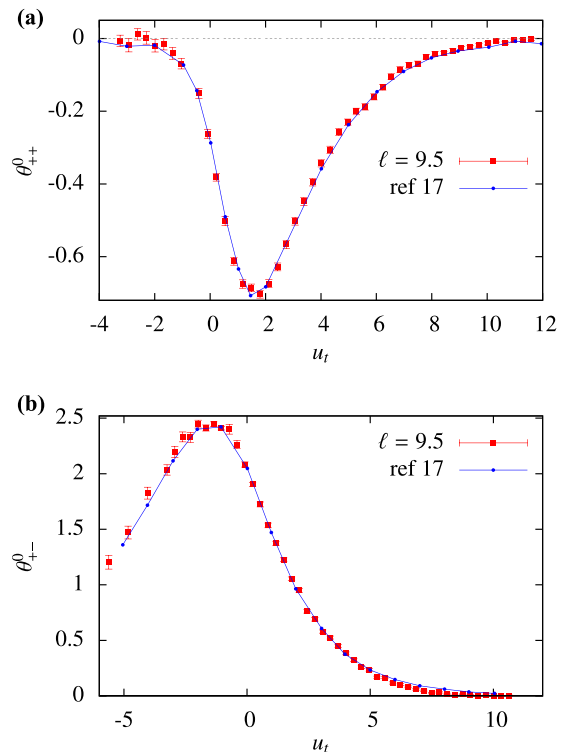 (a)
0
-0.2
-0.4
-0.6
θ⁰₊₊
ℓ = 9.5
ref 17
-4 -2 0 2 4 6 8 10 12
uₜ
(b)
2.5
2
1.5
1
0.5
0
θ⁰₊₋
ℓ = 9.5
ref 17
-5 0 5 10
uₜ